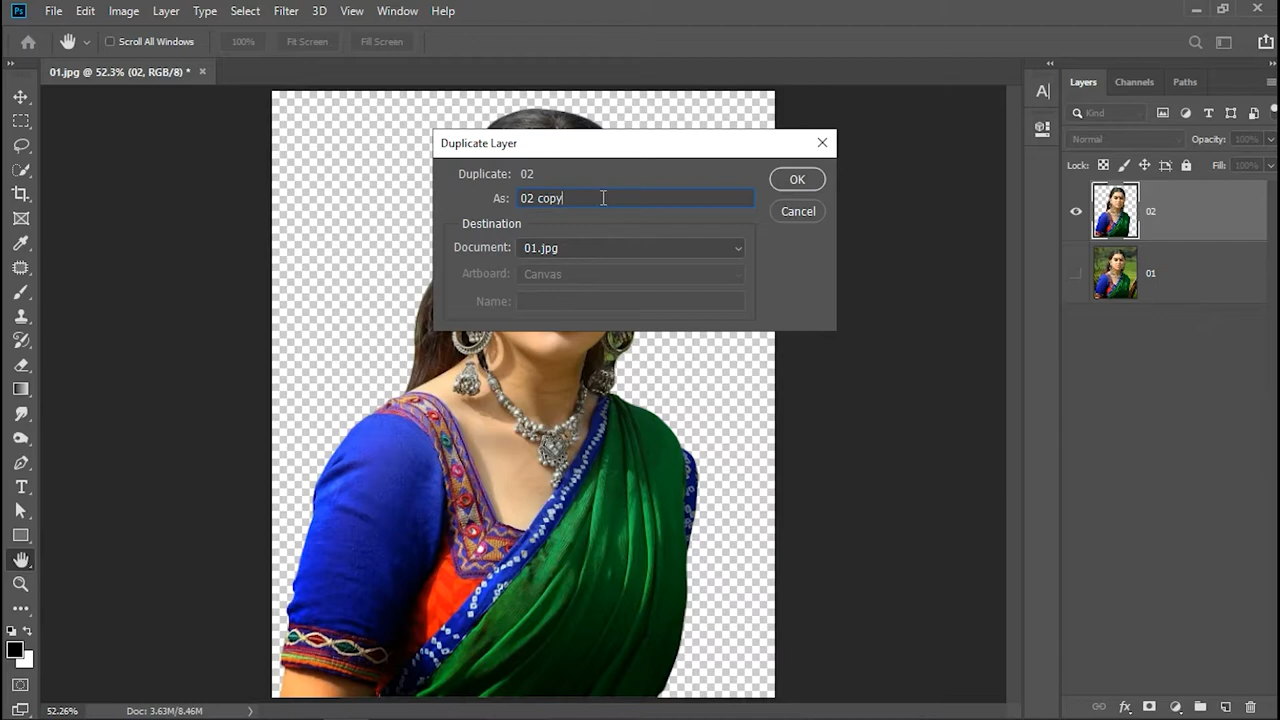 Ps File Edit Image Layer Type Select Filter 3D View Window Help
Scroll All Windows 100% Fit Screen Fill Screen
01.jpg @ 52.3% (02, RGB/8) * ×
Layers Channels Paths
Kind
Normal Opacity: 100%
Lock: Fill: 100%
02
01
Duplicate Layer
Duplicate: 02
As: 02 copy
OK
Cancel
Destination
Document: 01.jpg
Artboard: Canvas
Name:
52.26% Doc: 3.63M/8.46M